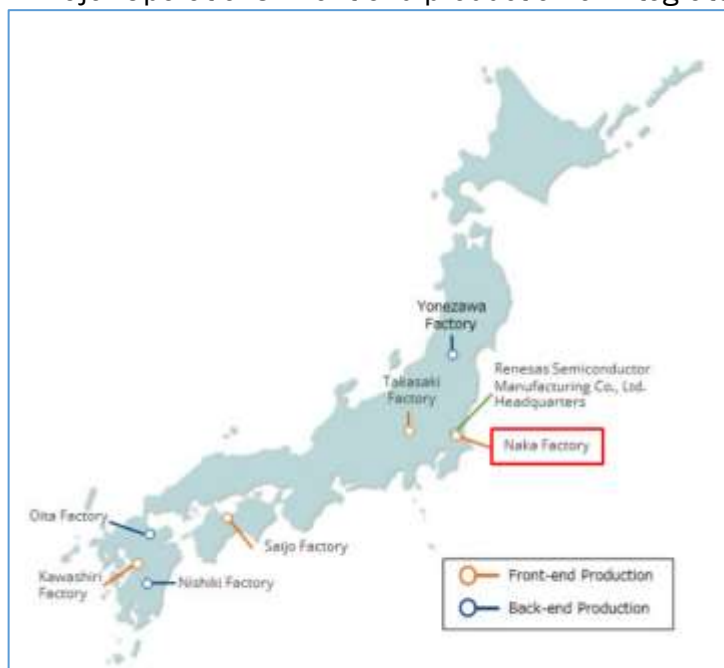 Yonezawa
Factory
Takasaki
Factory
Renesas Semiconductor
Manufacturing Co., Ltd.
Headquarters
Naka Factory
Oita Factory
Saijo Factory
Kawashiri
Factory
Nishiki Factory
Front-end Production
Back-end Production